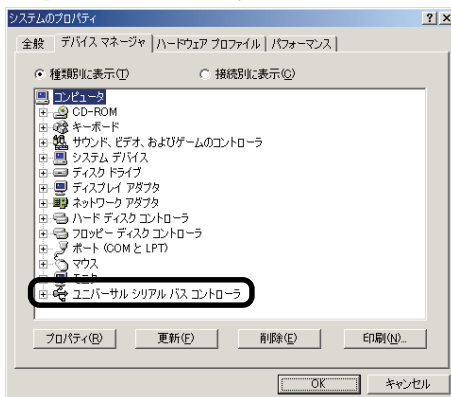 システムのプロパティ
全般 デバイス マネージャ ハードウェア プロファイル パフォーマンス
種類別に表示(T) 接続別に表示(C)
コンピュータ
CD-ROM
キーボード
サウンド、ビデオ、およびゲームのコントローラ
システム デバイス
ディスク ドライブ
ディスプレイ アダプタ
ネットワーク アダプタ
ハード ディスク コントローラ
フロッピー ディスク コントローラ
ポート (COM と LPT)
マウス
モニタ
ユニバーサル シリアル バス コントローラ
プロパティ(R) 更新(F) 削除(E) 印刷(N)...
OK キャンセル